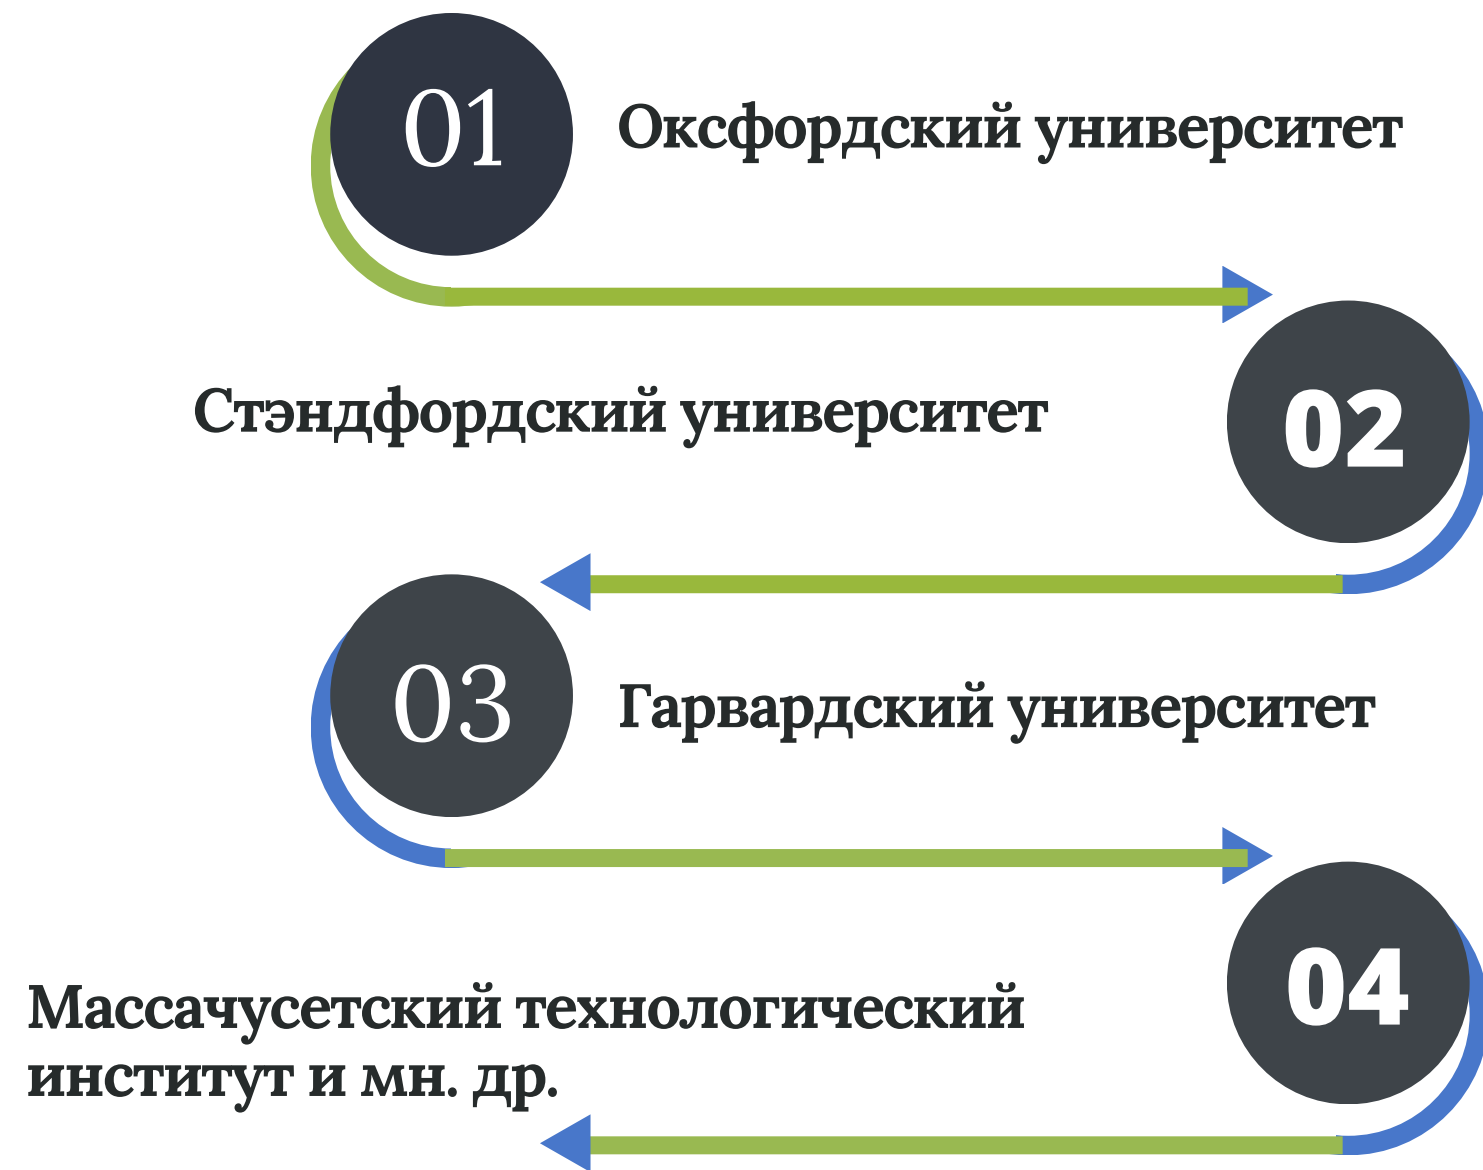 01
Оксфордский университет
Стэндфордский университет
02
03
Гарвардский университет
04
Массачусетский технологический
институт и мн. др.